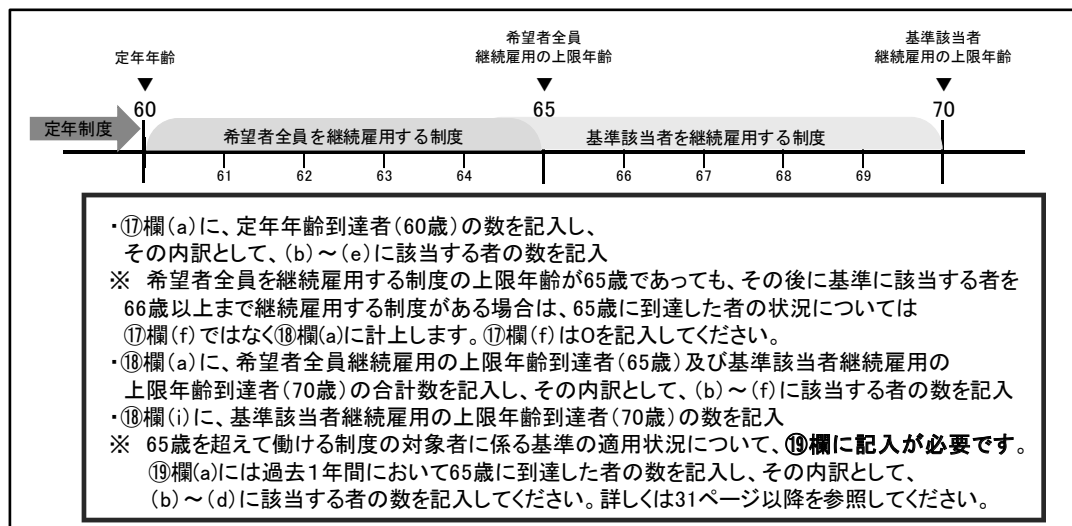 希望者全員
継続雇用の上限年齢
基準該当者
継続雇用の上限年齢
定年年齢
▼
▼
▼
60
65
70
定年制度
希望者全員を継続雇用する制度
基準該当者を継続雇用する制度
61
62
63
64
66
67
68
69
・⑰欄(a)に、定年年齢到達者(60歳)の数を記入し、
その内訳として、(b)～(e)に該当する者の数を記入
※ 希望者全員を継続雇用する制度の上限年齢が65歳であっても、その後に基準に該当する者を
66歳以上まで継続雇用する制度がある場合は、65歳に到達した者の状況については
⑰欄(f)ではなく⑱欄(a)に計上します。⑰欄(f)は0を記入してください。
・⑱欄(a)に、希望者全員継続雇用の上限年齢到達者(65歳)及び基準該当者継続雇用の
上限年齢到達者(70歳)の合計数を記入し、その内訳として、(b)～(f)に該当する者の数を記入
・⑱欄(i)に、基準該当者継続雇用の上限年齢到達者(70歳)の数を記入
※ 65歳を超えて働ける制度の対象者に係る基準の適用状況について、⑲欄に記入が必要です。
⑲欄(a)には過去1年間において65歳に到達した者の数を記入し、その内訳として、
(b)～(d)に該当する者の数を記入してください。詳しくは31ページ以降を参照してください。